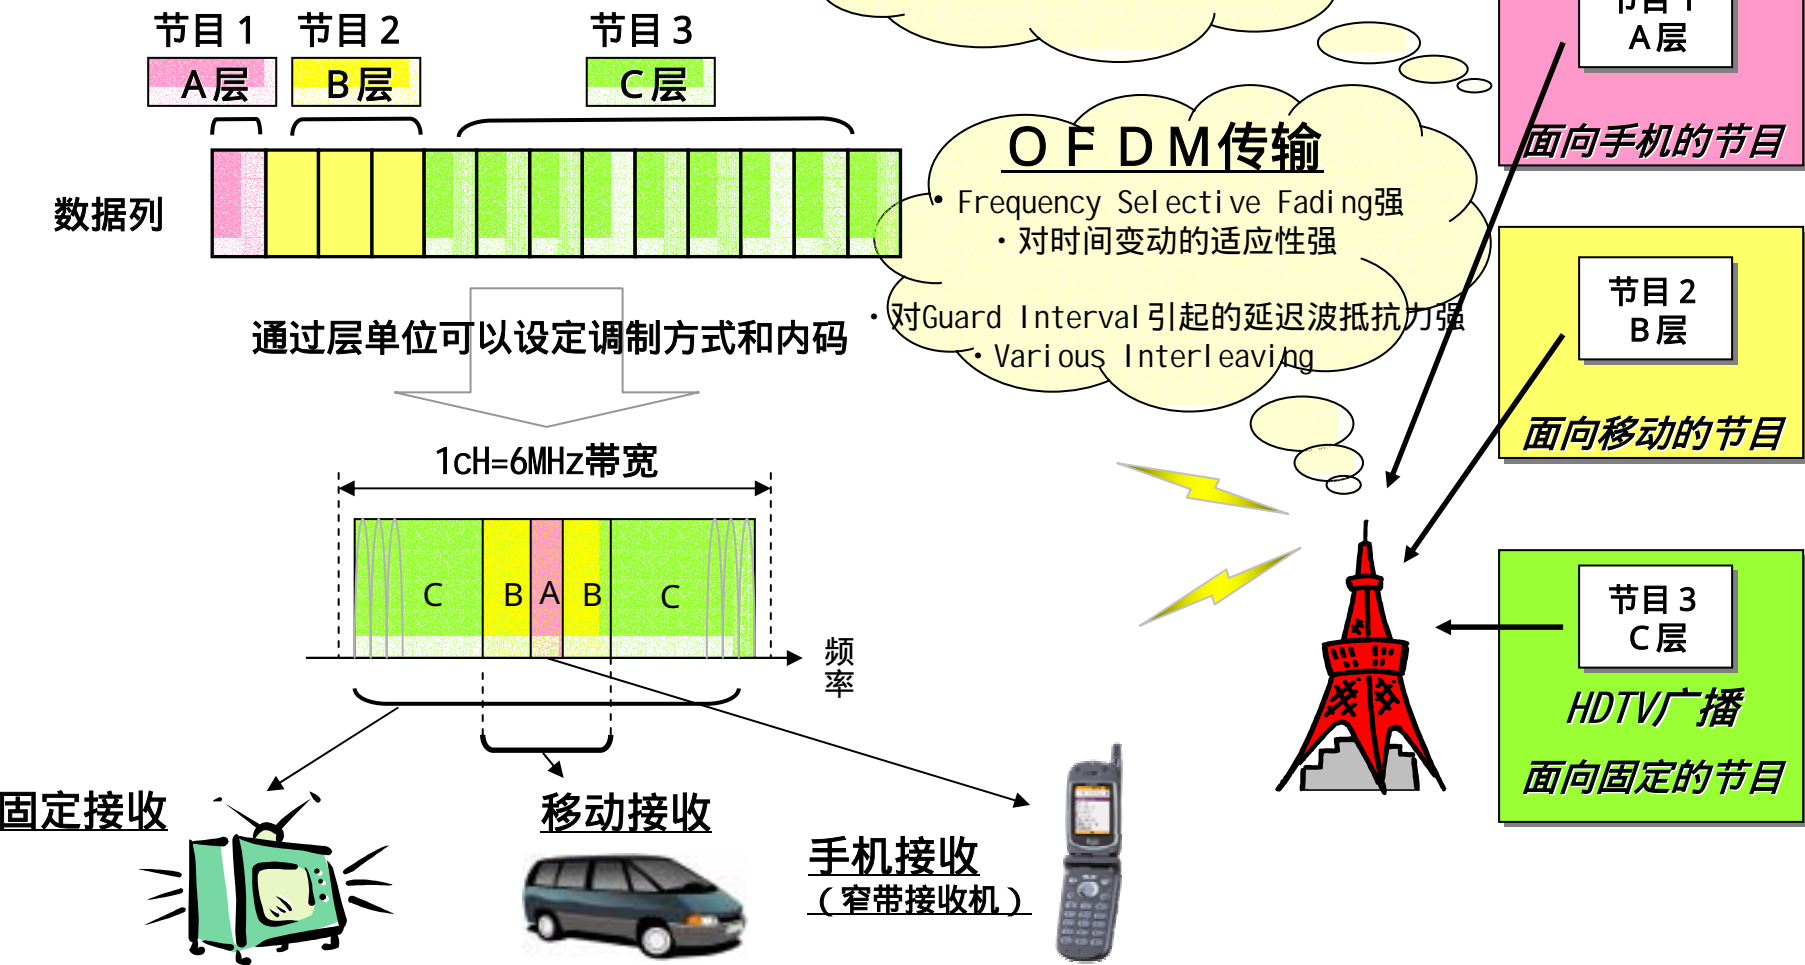 节目1 节目2 节目3
A层 B层 C层
数据列
通过层单位可以设定调制方式和内码
1cH=6MHz带宽
C B A B C
频率
固定接收
移动接收
手机接收
(窄带接收机)
OFDM传输
• Frequency Selective Fading强
・对时间变动的适应性强
・对Guard Interval引起的延迟波抵抗力强
・Various Interleaving
节目1
A层
面向手机的节目
节目2
B层
面向移动的节目
节目3
C层
HDTV广播
面向固定的节目